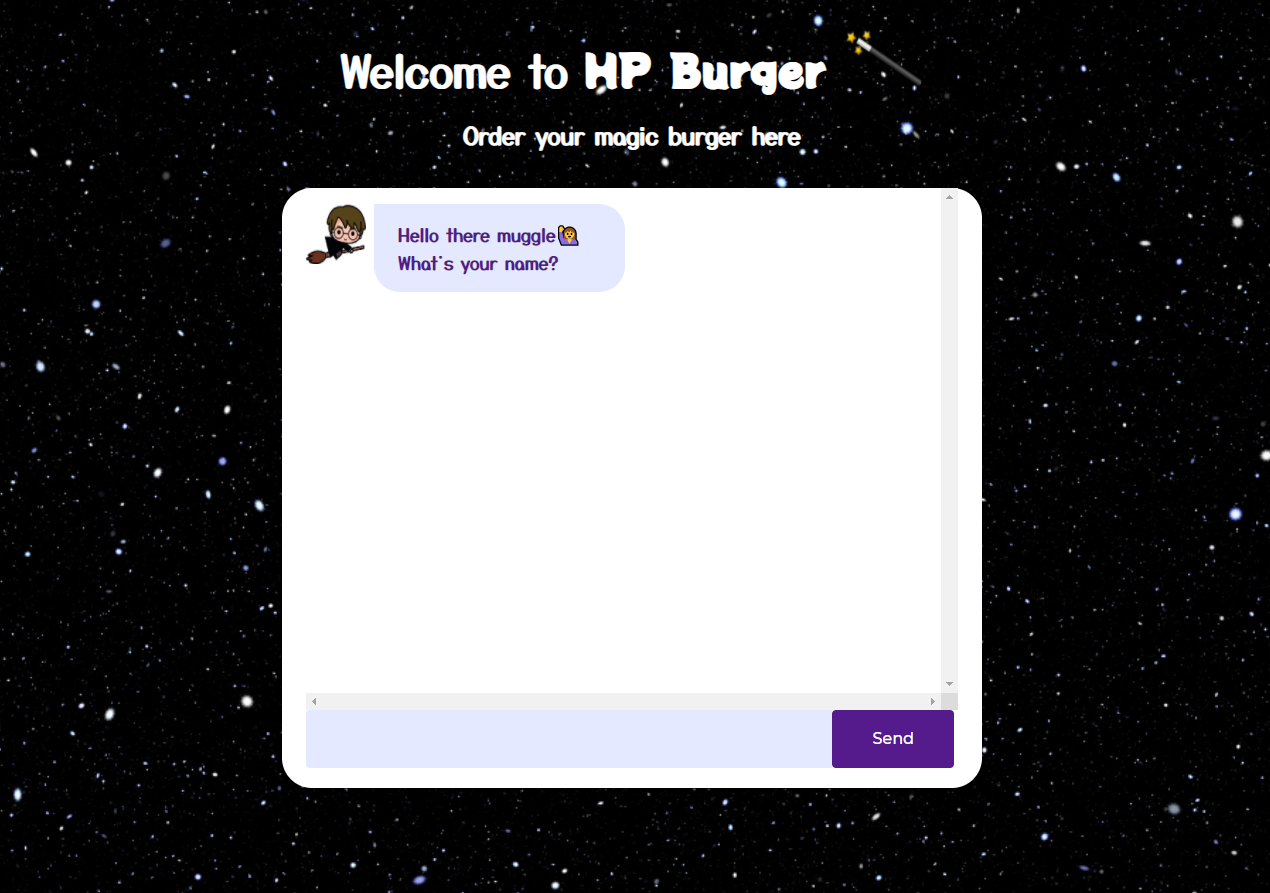 Welcome to HP Burger
Order your magic burger here
Hello there muggle🙋‍♀️
What's your name?
Send